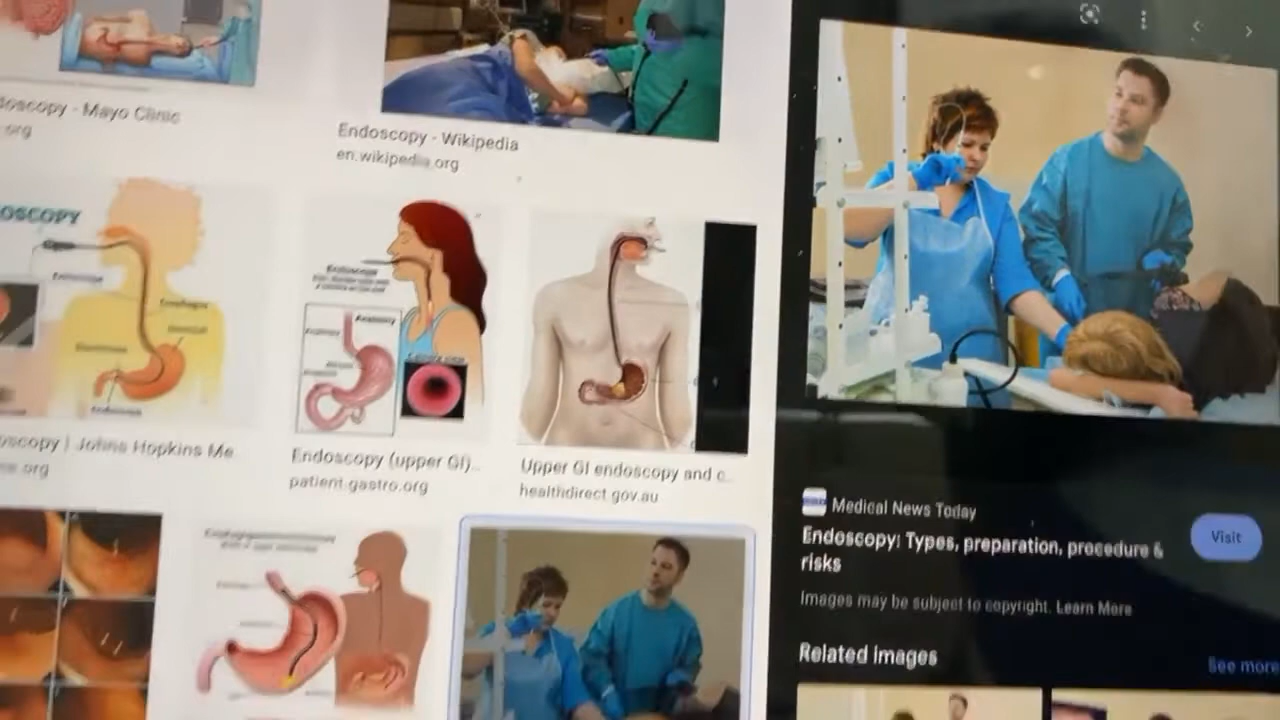 doscopy - Mayo Clinic
org
Endoscopy - Wikipedia
en.wikipedia.org
OSCOPY
oscopy | Johns Hopkins Me
org
Anatomy
Endoscopy (upper GI)...
patient.gastro.org
Upper GI endoscopy and c...
healthdirect.gov.au
Medical News Today
Endoscopy: Types, preparation, procedure &
risks
Visit
Images may be subject to copyright. Learn More
Related images
See more